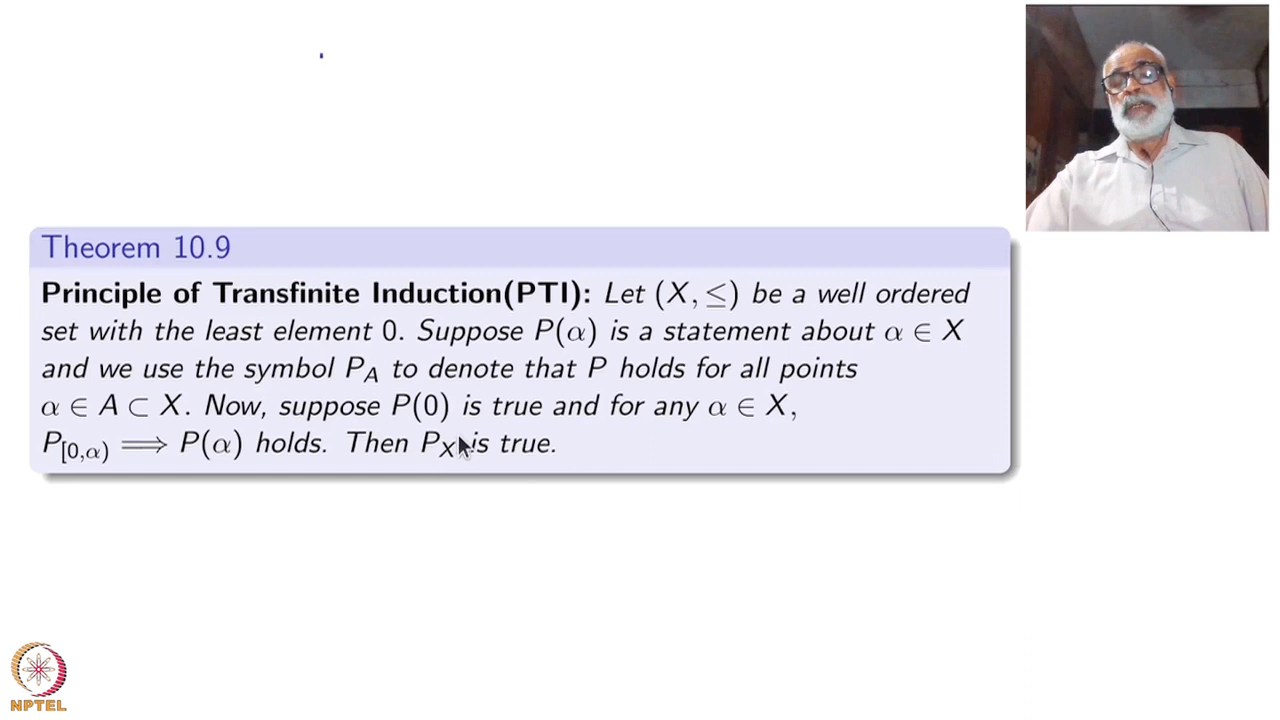 Theorem 10.9
Principle of Transfinite Induction(PTI): Let (X, ≤) be a well ordered
set with the least element 0. Suppose P(α) is a statement about α ∈ X
and we use the symbol P_A to denote that P holds for all points
α ∈ A ⊂ X. Now, suppose P(0) is true and for any α ∈ X,
P_[0,α) ⟹ P(α) holds. Then P_X is true.
NPTEL